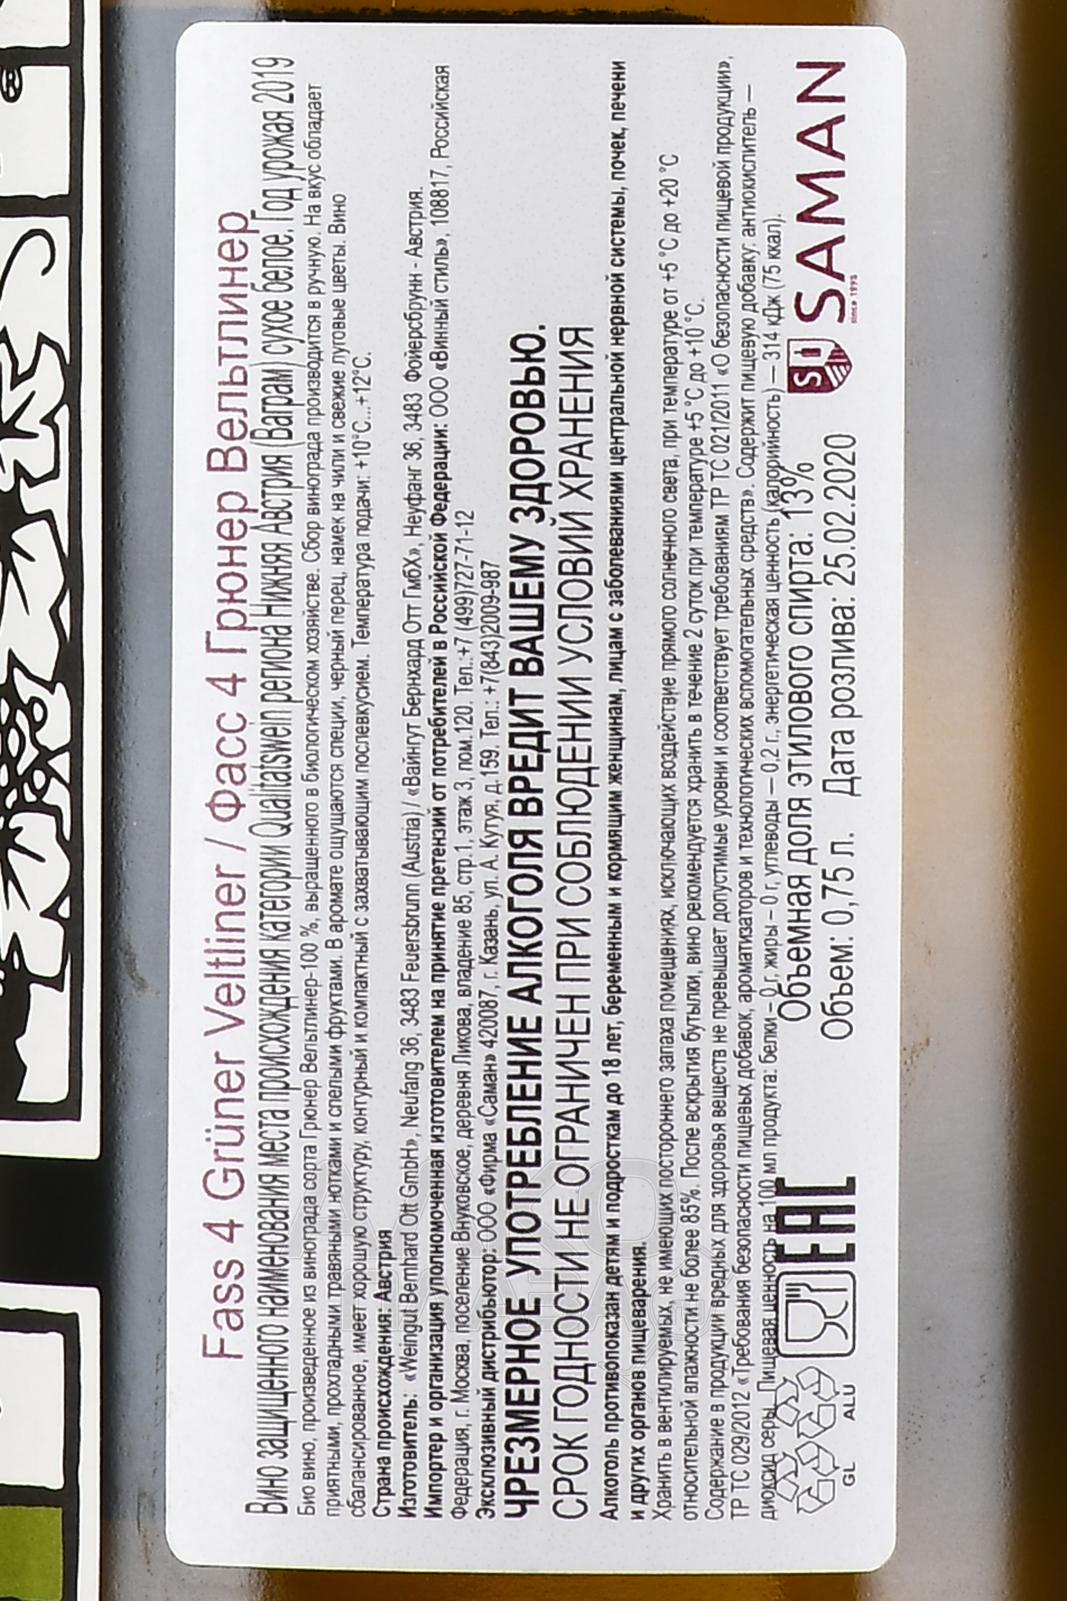 Fass 4 Grüner Veltliner / Фасс 4 Грюнер Вельтлинер
Вино защищенного наименования места происхождения категории Qualitatswein региона Нижняя Австрия (Ваграм) сухое белое. Год урожая 2019
Био вино, произведенное из винограда сорта Грюнер Вельтлинер-100 %, выращенного в биологическом хозяйстве. Сбор винограда производится в ручную. На вкус обладает
приятными, прохладными травяными нотками и спелыми фруктами. В аромате ощущаются специи, черный перец, намек на чили и свежие луговые цветы. Вино
сбалансированное, имеет хорошую структуру, контурный и компактный с захватывающим послевкусием. Температура подачи: +10°C...+12°C.
Страна происхождения: Австрия
Изготовитель: «Weingut Bernhard Ott GmbH», Neufang 36, 3483 Feuersbrunn (Austria) / «Вайнгут Бернхард Отт ГмбХ», Неуфанг 36, 3483 Фойерсбрунн - Австрия.
Импортер и организация уполномоченная изготовителем на принятие претензий от потребителей в Российской Федерации: ООО «Винный стиль», 108817, Российская
Федерация, г. Москва, поселение Внуковское, деревня Ликова, владение 85, стр.1, этаж 3, пом.120. Тел.:+7 (499)727-71-12
Эксклюзивный дистрибьютор: ООО «Фирма «Саман» 420087, г. Казань, ул. А. Кутуя, д.159. Тел.: +7(843)2009-987
ЧРЕЗМЕРНОЕ УПОТРЕБЛЕНИЕ АЛКОГОЛЯ ВРЕДИТ ВАШЕМУ ЗДОРОВЬЮ.
СРОК ГОДНОСТИ НЕ ОГРАНИЧЕН ПРИ СОБЛЮДЕНИИ УСЛОВИЙ ХРАНЕНИЯ
Алкоголь противопоказан детям и подросткам до 18 лет, беременным и кормящим женщинам, лицам с заболеваниями центральной нервной системы, почек, печени
и других органов пищеварения.
Хранить в вентилируемых, не имеющих постороннего запаха помещениях, исключающих воздействие прямого солнечного света, при температуре от +5 °С до +20 °С
относительной влажности не более 85%. После вскрытия бутылки, вино рекомендуется хранить в течение 2 суток при температуре +5 °С до +10 °С.
Содержание в продукции вредных для здоровья веществ не превышает допустимые уровни и соответствует требованиям ТР ТС 021/2011 «О безопасности пищевой продукции»,
ТР ТС 029/2012 «Требования безопасности пищевых добавок, ароматизаторов и технологических вспомогательных средств». Содержит пищевую добавку: антиокислитель —
диоксид серы. Пищевая ценность на 100 мл продукта: белки – 0 г, жиры – 0 г, углеводы – 0,2 г., энергетическая ценность (калорийность) – 314 кДж (75 ккал).
Объемная доля этилового спирта: 13%
Объем: 0,75 л. Дата розлива: 25.02.2020
GL ALU
EAC
SAMAN
since 1995